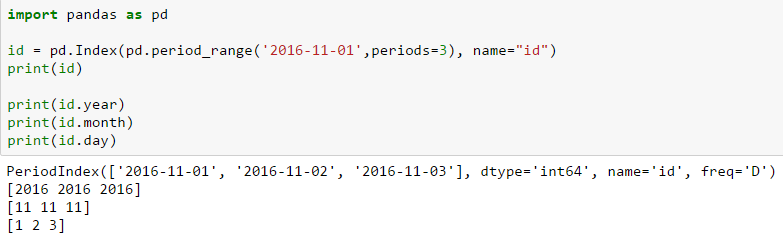 import pandas as pd
id = pd.Index(pd.period_range('2016-11-01',periods=3), name="id")
print(id)
print(id.year)
print(id.month)
print(id.day)
PeriodIndex(['2016-11-01', '2016-11-02', '2016-11-03'], dtype='int64', name='id', freq='D')
[2016 2016 2016]
[11 11 11]
[1 2 3]